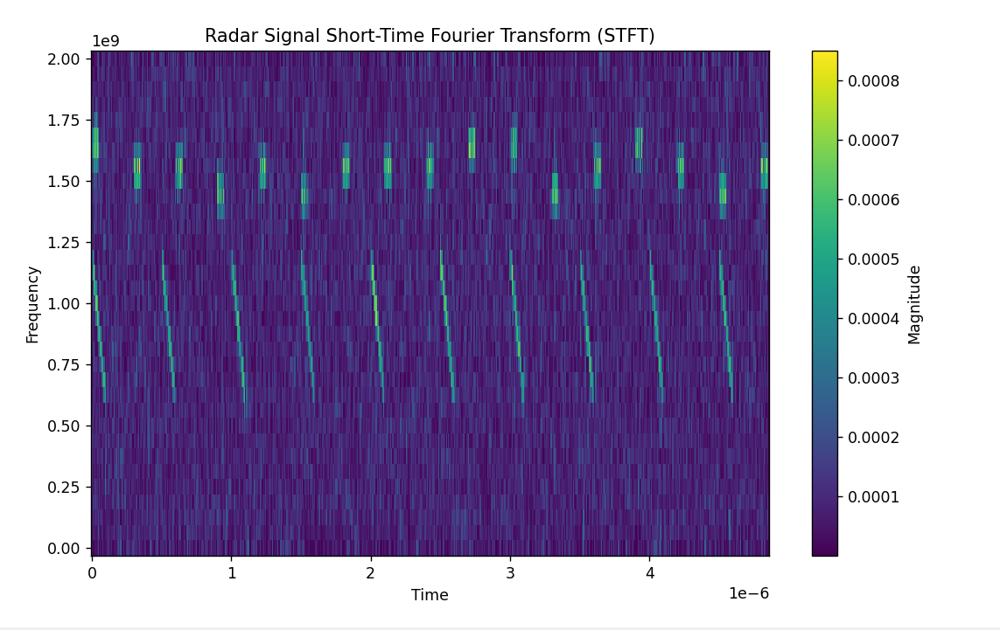 Radar Signal Short-Time Fourier Transform (STFT)
1e9
2.00
1.75
1.50
1.25
1.00
0.75
0.50
0.25
0.00
Frequency
0 1 2 3 4
1e−6
Time
0.0008
0.0007
0.0006
0.0005
0.0004
0.0003
0.0002
0.0001
Magnitude